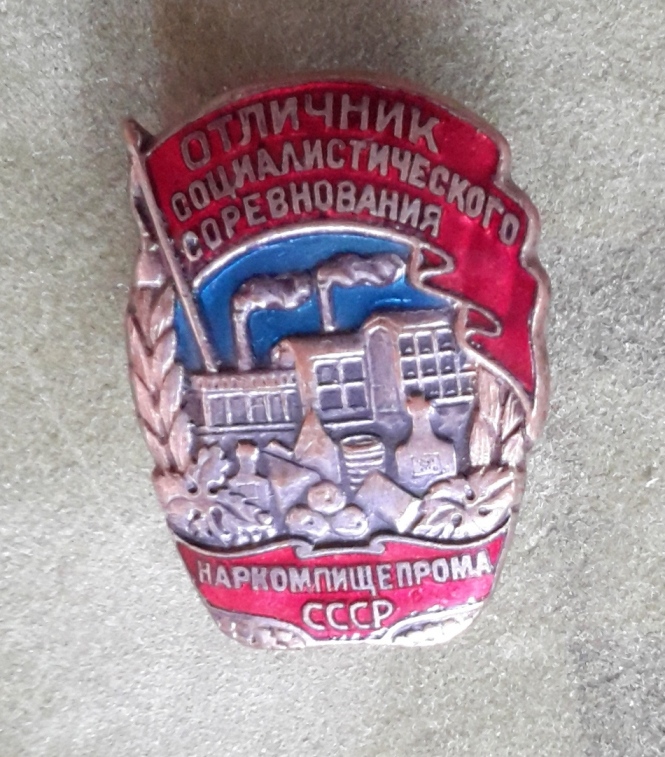 ОТЛИЧНИК
СОЦИАЛИСТИЧЕСКОГО
СОРЕВНОВАНИЯ
НАРКОМПИЩЕПРОМА
СССР